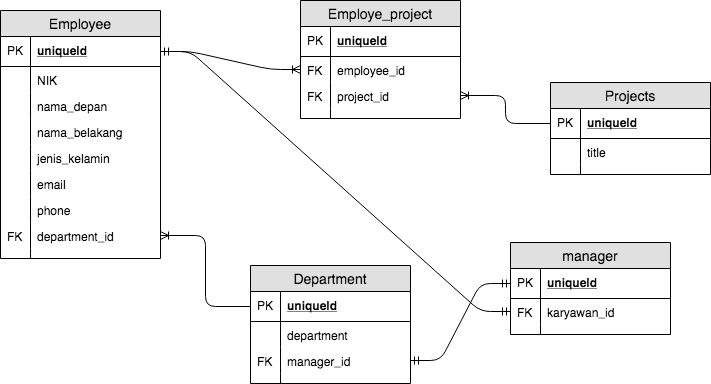 Employee
PK uniqueId
NIK
nama_depan
nama_belakang
jenis_kelamin
email
phone
FK department_id
Employe_project
PK uniqueId
FK employee_id
FK project_id
Projects
PK uniqueId
title
Department
PK uniqueId
department
FK manager_id
manager
PK uniqueId
FK karyawan_id